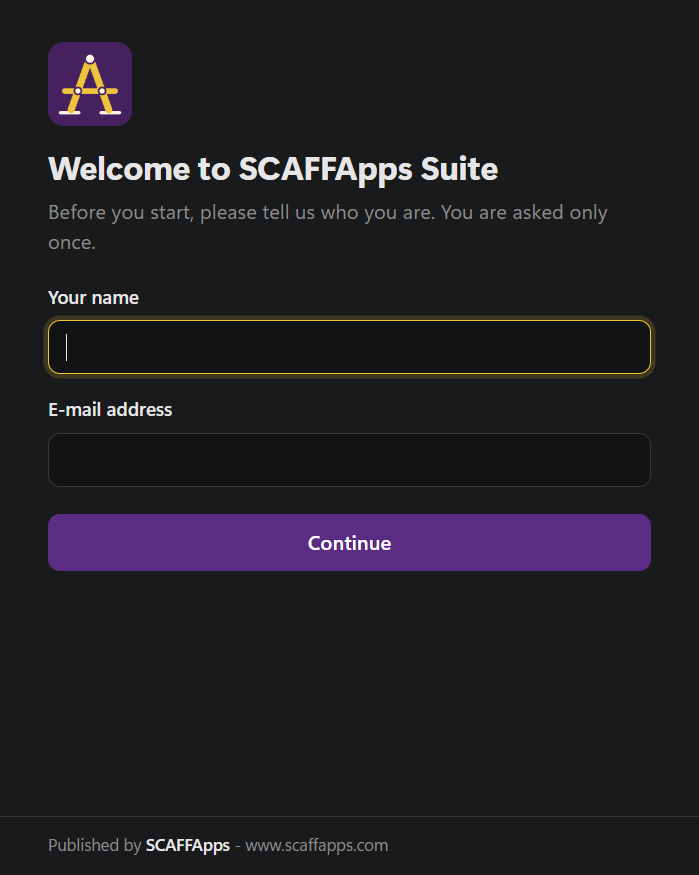 Welcome to SCAFFApps Suite
Before you start, please tell us who you are. You are asked only
once.
Your name
E-mail address
Continue
Published by SCAFFApps - www.scaffapps.com